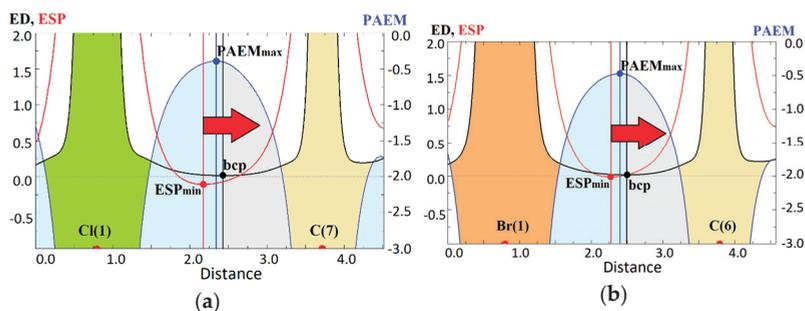 ED, ESP PAEM
2.0 0.0
PAEMmax
1.5 -0.5
1.0 -1.0
0.5 -1.5
bcp
0.0 -2.0
ESPmin
-0.5 -2.5
Cl(1) C(7)
-3.0
0.0 1.0 2.0 3.0 4.0
Distance
(a)
ED, ESP PAEM
2.0 0.0
PAEMmax
1.5 -0.5
1.0 -1.0
0.5 -1.5
0.0 -2.0
ESPmin bcp
-0.5 -2.5
Br(1) C(6)
-3.0
0.0 1.0 2.0 3.0 4.0
Distance
(b)